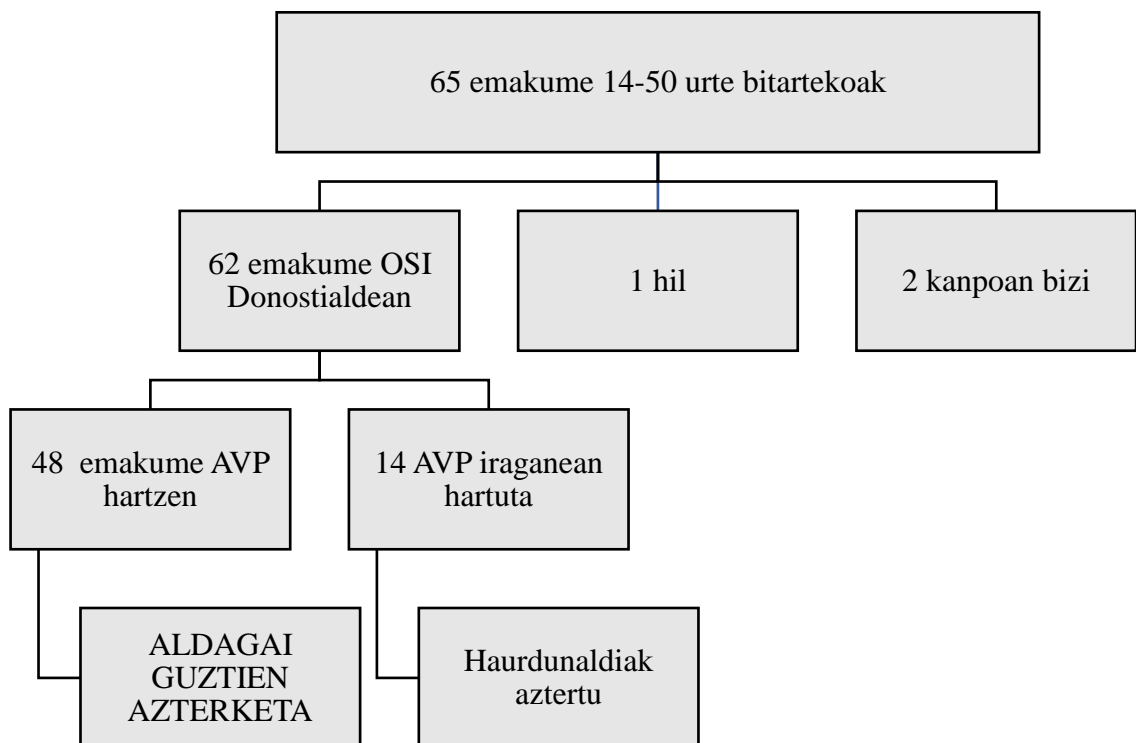 65 emakume 14-50 urte bitartekoak
62 emakume OSI
Donostialdean
1 hil
2 kanpoan bizi
48 emakume AVP
hartzen
14 AVP iraganean
hartuta
ALDAGAI
GUZTIEN
AZTERKETA
Haurdunaldiak
aztertu